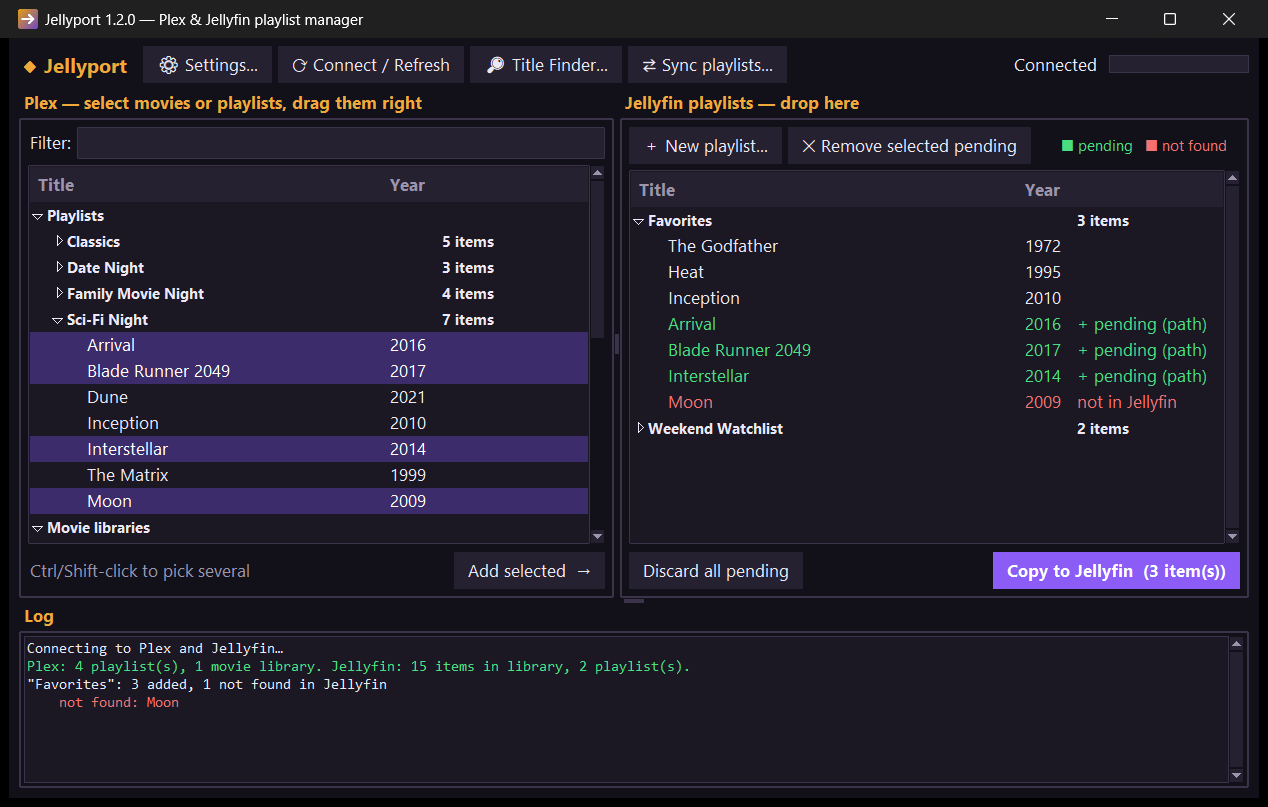 Jellyport 1.2.0 — Plex & Jellyfin playlist manager
Jellyport
Settings...
Connect / Refresh
Title Finder...
Sync playlists...
Connected
Plex — select movies or playlists, drag them right
Filter:
Title Year
Playlists
Classics 5 items
Date Night 3 items
Family Movie Night 4 items
Sci-Fi Night 7 items
Arrival 2016
Blade Runner 2049 2017
Dune 2021
Inception 2010
Interstellar 2014
The Matrix 1999
Moon 2009
Movie libraries
Ctrl/Shift-click to pick several
Add selected →
Jellyfin playlists — drop here
+ New playlist...
Remove selected pending
pending
not found
Title Year
Favorites 3 items
The Godfather 1972
Heat 1995
Inception 2010
Arrival 2016 + pending (path)
Blade Runner 2049 2017 + pending (path)
Interstellar 2014 + pending (path)
Moon 2009 not in Jellyfin
Weekend Watchlist 2 items
Discard all pending
Copy to Jellyfin (3 item(s))
Log
Connecting to Plex and Jellyfin…
Plex: 4 playlist(s), 1 movie library. Jellyfin: 15 items in library, 2 playlist(s).
"Favorites": 3 added, 1 not found in Jellyfin
not found: Moon